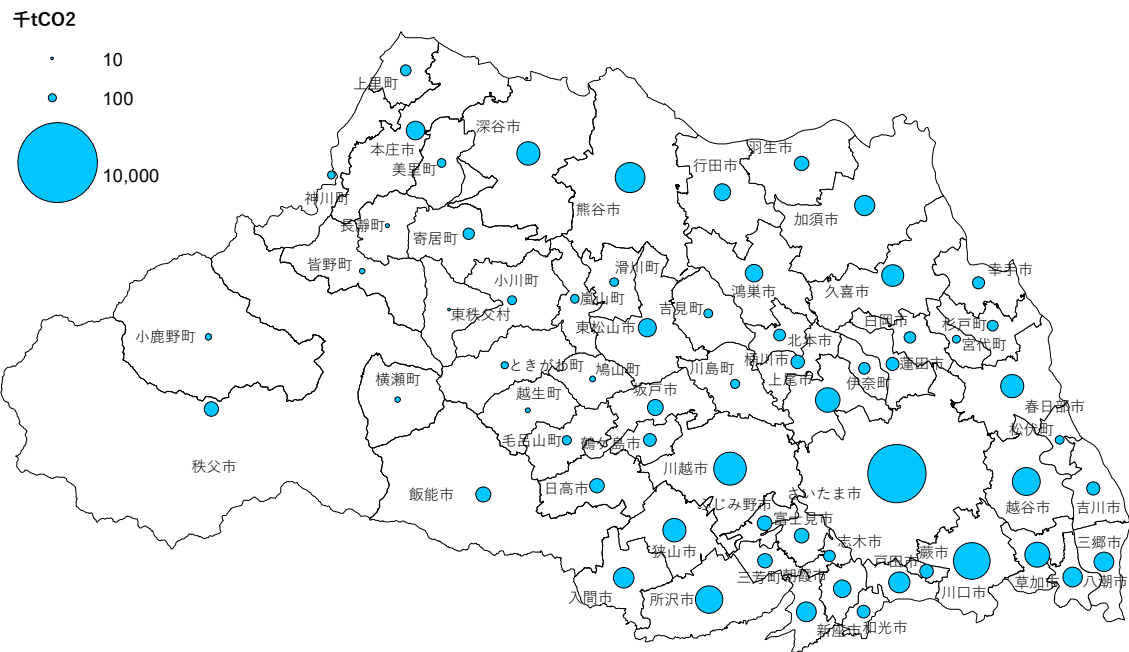 千tCO2
10
100
10,000
上里町
深谷市
本庄市
美里町
行田市
羽生市
神川町
熊谷市
加須市
長瀞町
寄居町
皆野町
小川町
滑川町
幸手市
嵐山町
吉見町
鴻巣市
久喜市
東秩父村
東松山市
白岡市
杉戸町
小鹿野町
北本市
宮代町
桶川市
蓮田市
ときがわ町
鳩山町
川島町
横瀬町
上尾市
伊奈町
越生町
坂戸市
春日部市
松伏町
毛呂山町
鶴ヶ島市
秩父市
川越市
飯能市
日高市
さいたま市
ふじみ野市
越谷市
吉川市
富士見市
狭山市
志木市
蕨市
三郷市
戸田市
三芳町
朝霞市
草加市
八潮市
入間市
所沢市
川口市
新座市
和光市